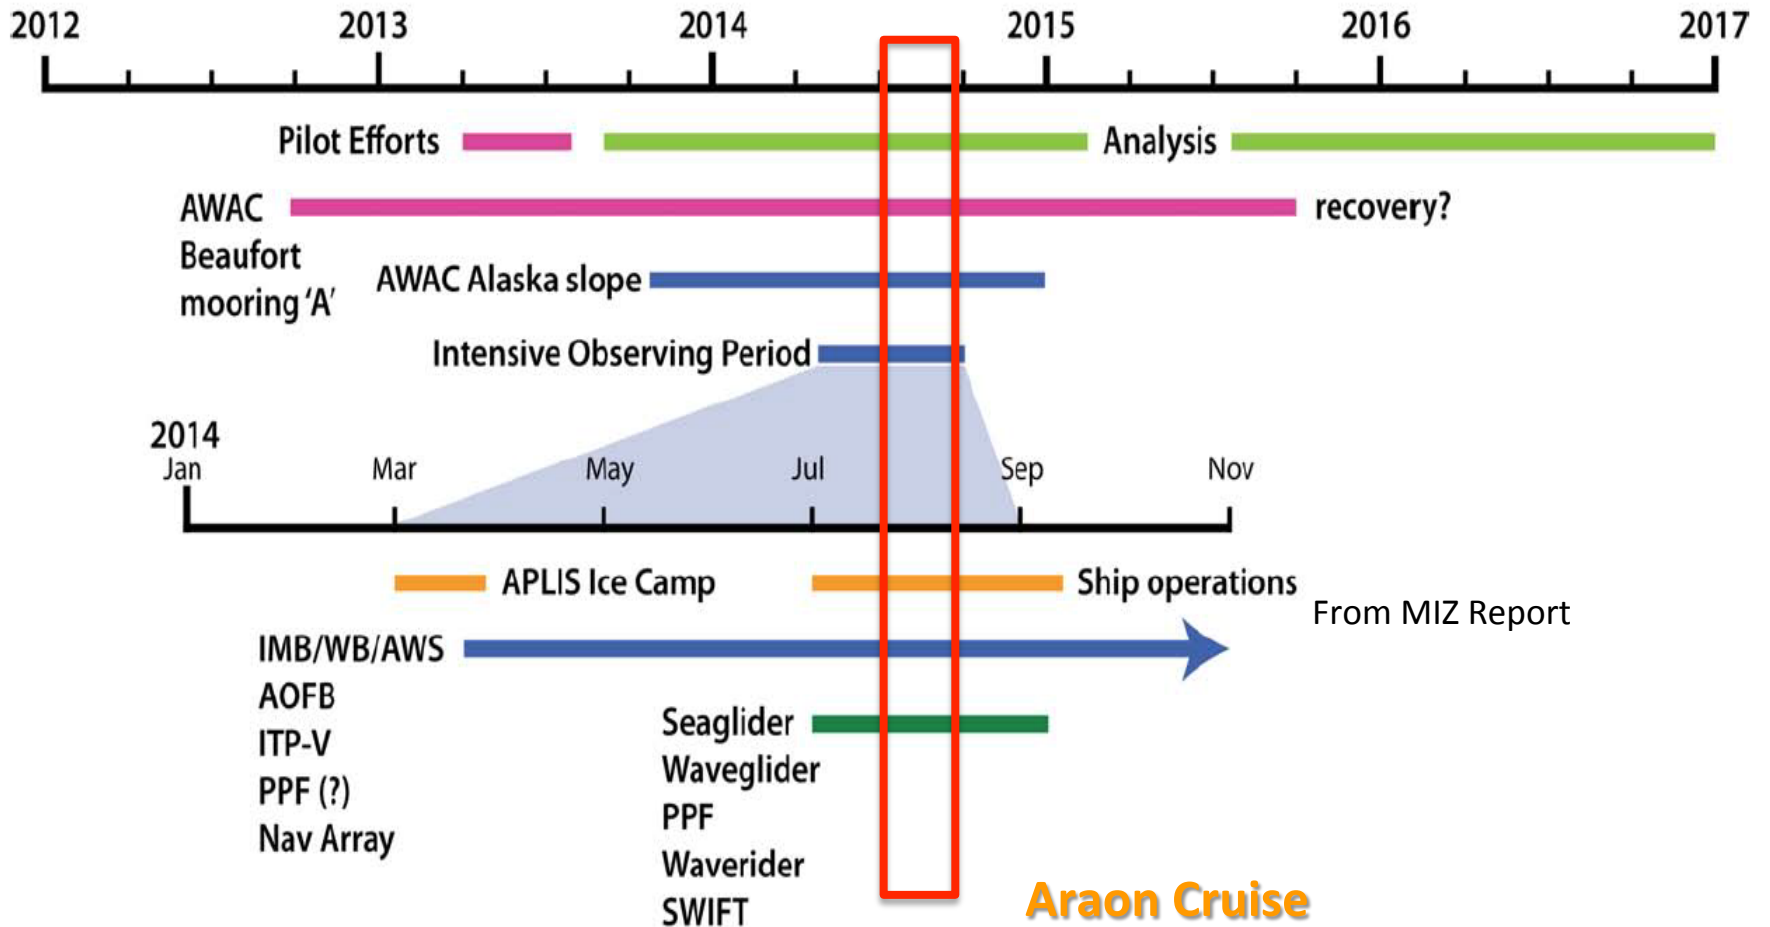 2012 2013 2014 2015 2016 2017
Pilot Efforts Analysis
AWAC recovery?
Beaufort
mooring ‘A’
AWAC Alaska slope
Intensive Observing Period
2014
Jan Mar May Jul Sep Nov
APLIS Ice Camp Ship operations
From MIZ Report
IMB/WB/AWS
AOFB
ITP-V
PPF (?)
Nav Array
Seaglider
Waveglider
PPF
Waverider
SWIFT
Araon Cruise